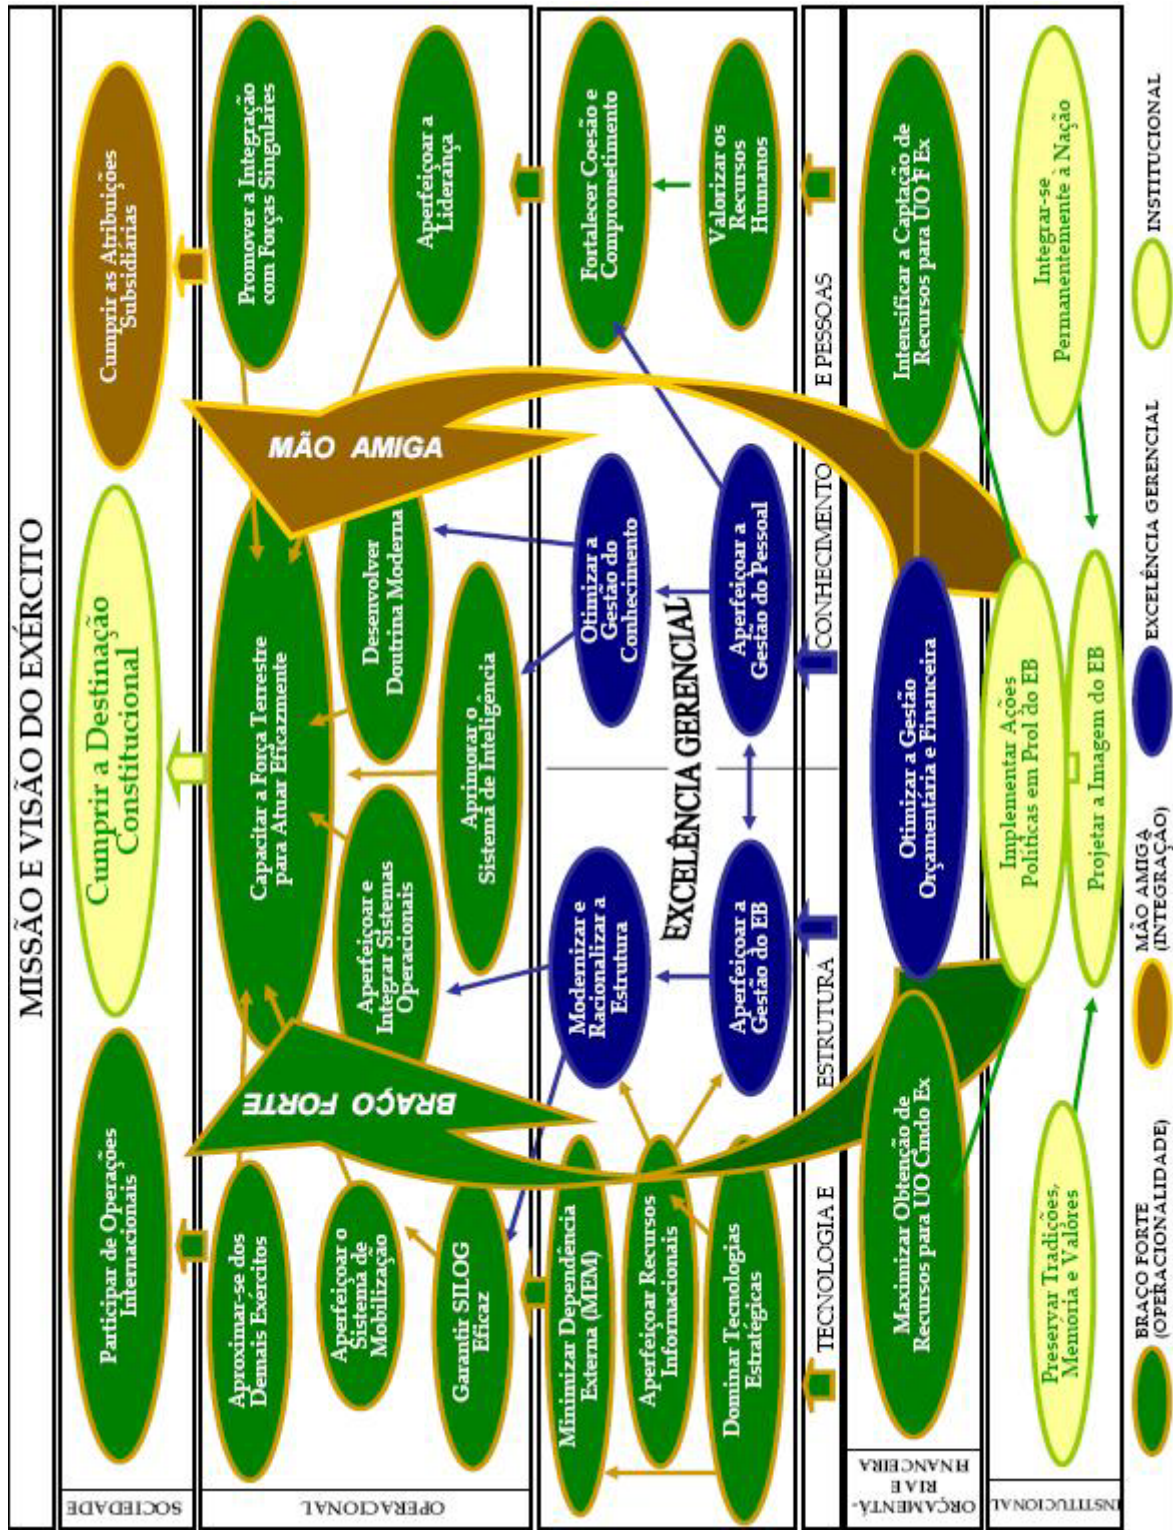 MISSÃO E VISÃO DO EXÉRCITO
SOCIEDADE
Participar de Operações
Internacionais
Cumprir a Destinação
Constitucional
Cumprir as Atribuições
Subsidiárias
OPERACIONAL
Aproximar-se dos
Demais Exércitos
Capacitar a Força Terrestre
para Atuar Eficazmente
Promover a Integração
com Forças Singulares
BRAÇO FORTE
MÃO AMIGA
Aperfeiçoar o
Sistema de
Mobilização
Aperfeiçoar e
Integrar Sistemas
Operacionais
Desenvolver
Doutrina Moderna
Aperfeiçoar a
Liderança
Garantir SILOG
Eficaz
Aprimorar o
Sistema de Inteligência
Minimizar Dependência
Externa (MEM)
Modernizar e
Racionalizar a
Estrutura
Otimizar a
Gestão do
Conhecimento
Fortalecer Coesão e
Comprometimento
Aperfeiçoar Recursos
Informacionais
EXCELÊNCIA GERENCIAL
Dominar Tecnologias
Estratégicas
Aperfeiçoar a
Gestão do EB
Aperfeiçoar a
Gestão do Pessoal
Valorizar os
Recursos
Humanos
TECNOLOGIA E ESTRUTURA CONHECIMENTO E PESSOAS
ORÇAMENTÁ-
RIA E
FINANCEIRA
Maximizar Obtenção de
Recursos para UO Cmdo Ex
Otimizar a Gestão
Orçamentária e Financeira
Intensificar a Captação de
Recursos para UO F Ex
INSTITUCIONAL
Preservar Tradições,
Memória e Valores
Implementar Ações
Políticas em Prol do EB
Integrar-se
Permanentemente à Nação
Projetar a Imagem do EB
BRAÇO FORTE
(OPERACIONALIDADE)
MÃO AMIGA
(INTEGRAÇÃO)
EXCELÊNCIA GERENCIAL
INSTITUCIONAL